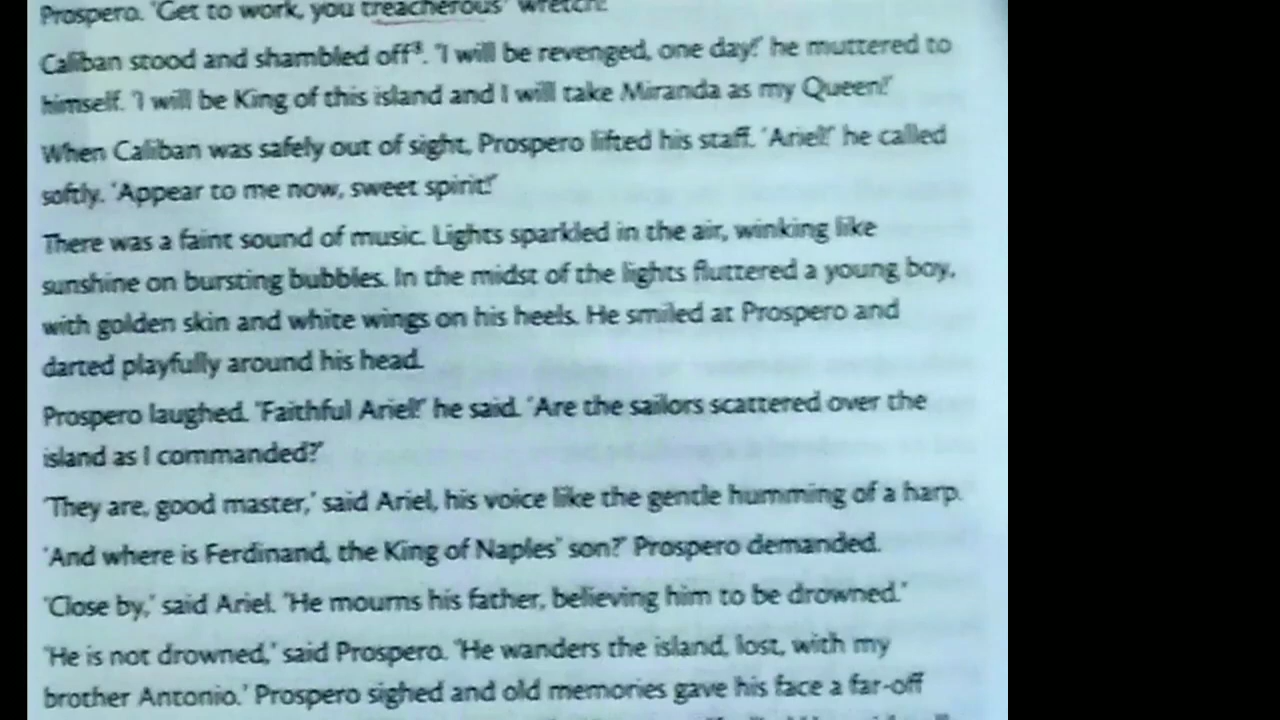 Prospero. 'Get to work, you treacherous' wretch!'
Caliban stood and shambled off⁸. 'I will be revenged, one day!' he muttered to
himself. 'I will be King of this island and I will take Miranda as my Queen!'
When Caliban was safely out of sight, Prospero lifted his staff. 'Ariel!' he called
softly. 'Appear to me now, sweet spirit!'
There was a faint sound of music. Lights sparkled in the air, winking like
sunshine on bursting bubbles. In the midst of the lights fluttered a young boy,
with golden skin and white wings on his heels. He smiled at Prospero and
darted playfully around his head.
Prospero laughed. 'Faithful Ariel!' he said. 'Are the sailors scattered over the
island as I commanded?'
'They are, good master,' said Ariel, his voice like the gentle humming of a harp.
'And where is Ferdinand, the King of Naples' son?' Prospero demanded.
'Close by,' said Ariel. 'He mourns his father, believing him to be drowned.'
'He is not drowned,' said Prospero. 'He wanders the island, lost, with my
brother Antonio.' Prospero sighed and old memories gave his face a far-off